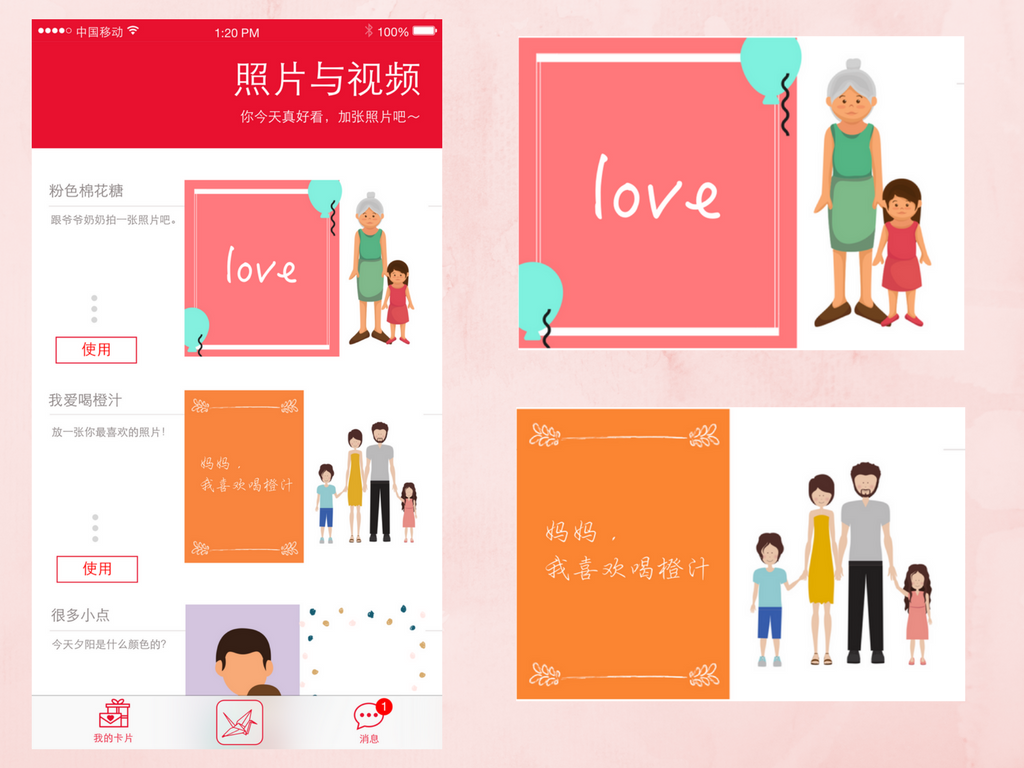 中国移动
1:20 PM
100%
照片与视频
你今天真好看，加张照片吧～
粉色棉花糖
跟爷爷奶奶拍一张照片吧。
love
使用
我爱喝橙汁
放一张你最喜欢的照片！
妈妈，
我喜欢喝橙汁
使用
很多小点
今天夕阳是什么颜色的？
我的卡片
1
消息
love
妈妈，
我喜欢喝橙汁